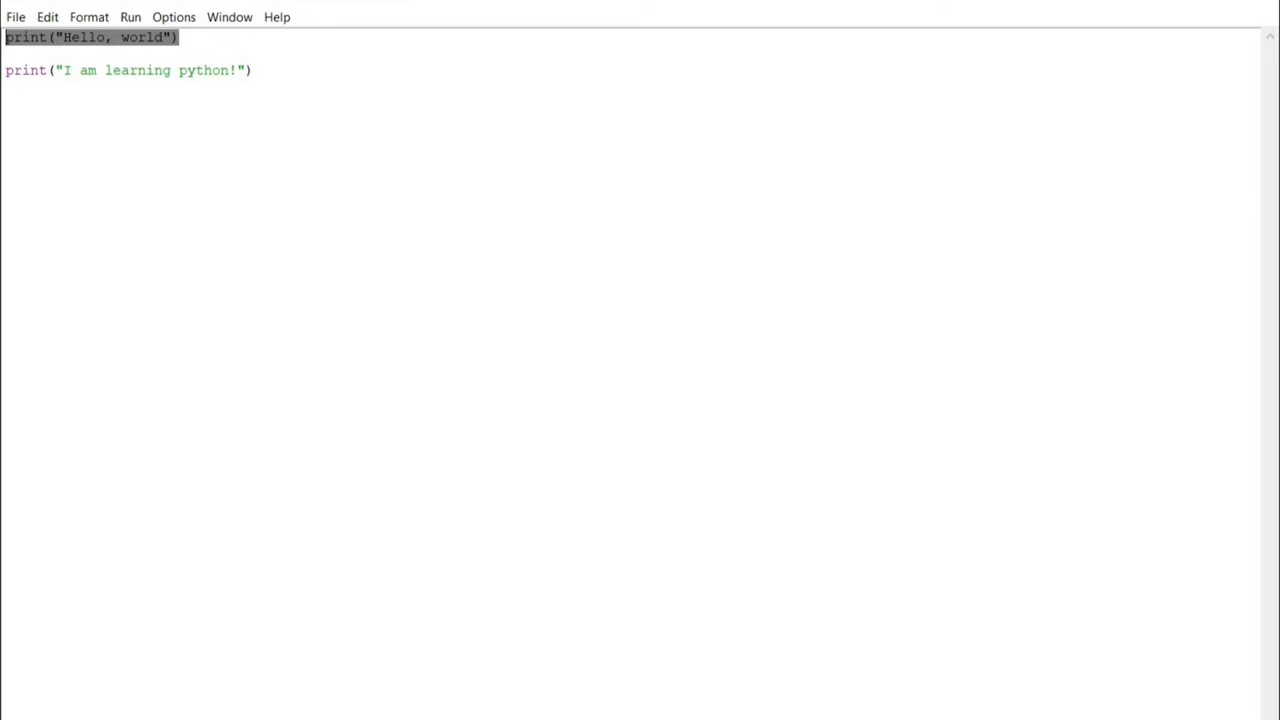 File Edit Format Run Options Window Help
print("Hello, world")
print("I am learning python!")